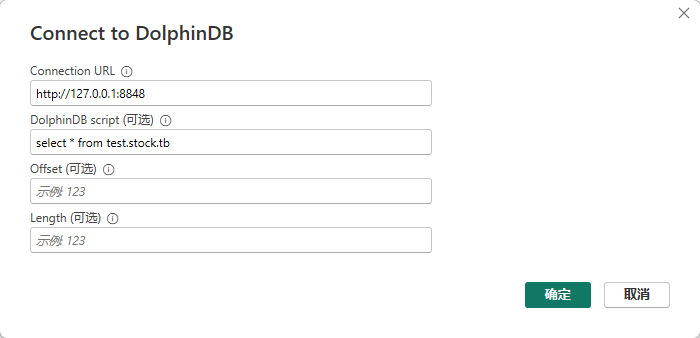 Connect to DolphinDB
Connection URL
http://127.0.0.1:8848
DolphinDB script (可选)
select * from test.stock.tb
Offset (可选)
示例: 123
Length (可选)
示例: 123
确定 取消